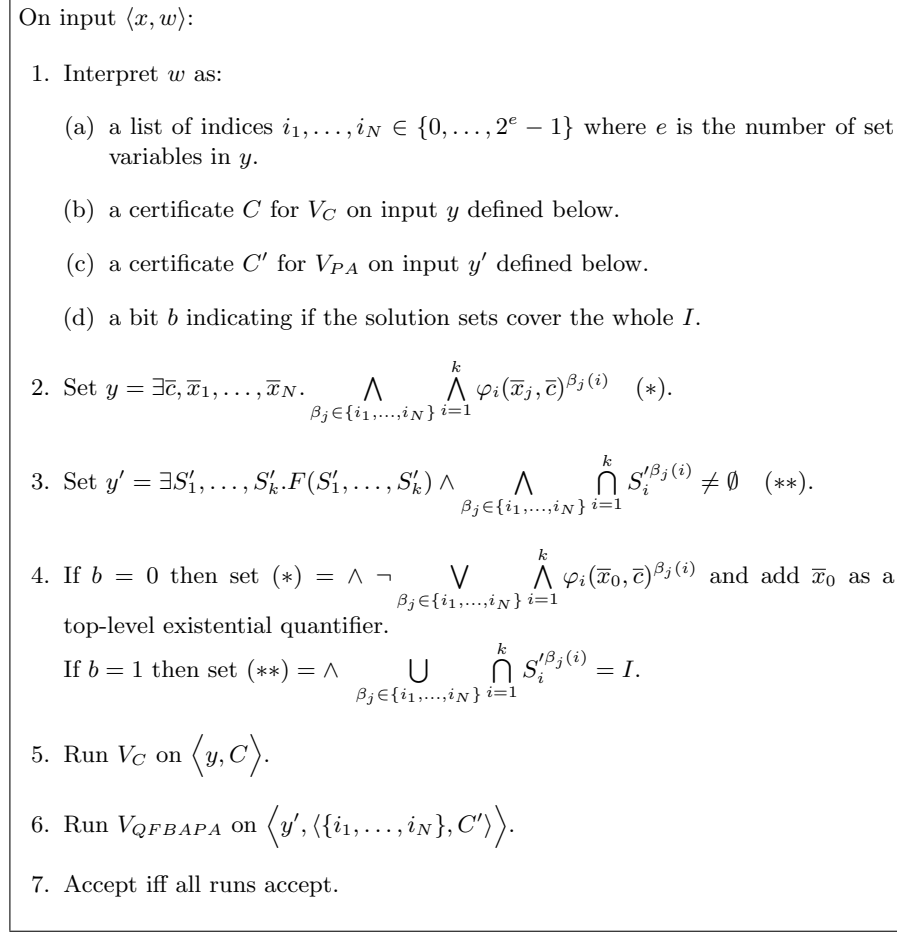 On input ⟨x, w⟩:
1. Interpret w as:
(a) a list of indices i₁, . . . , i_N ∈ {0, . . . , 2^e − 1} where e is the number of set
variables in y.
(b) a certificate C for V_C on input y defined below.
(c) a certificate C′ for V_{PA} on input y′ defined below.
(d) a bit b indicating if the solution sets cover the whole I.
2. Set y = ∃c̅, x̅₁, . . . , x̅_N. ⋀_{β_j∈{i₁,...,i_N}} ⋀_{i=1}^{k} φ_i(x̅_j, c̅)^{β_j(i)} (∗).
3. Set y′ = ∃S′₁, . . . , S′_k.F(S′₁, . . . , S′_k) ∧ ⋀_{β_j∈{i₁,...,i_N}} ⋂_{i=1}^{k} S′_i^{β_j(i)} ≠ ∅ (∗∗).
4. If b = 0 then set (∗) = ∧ ¬ ⋁_{β_j∈{i₁,...,i_N}} ⋀_{i=1}^{k} φ_i(x̅₀, c̅)^{β_j(i)} and add x̅₀ as a
top-level existential quantifier.
If b = 1 then set (∗∗) = ∧ ⋃_{β_j∈{i₁,...,i_N}} ⋂_{i=1}^{k} S′_i^{β_j(i)} = I.
5. Run V_C on ⟨y, C⟩.
6. Run V_{QFBAPA} on ⟨y′, ⟨{i₁, . . . , i_N}, C′⟩⟩.
7. Accept iff all runs accept.